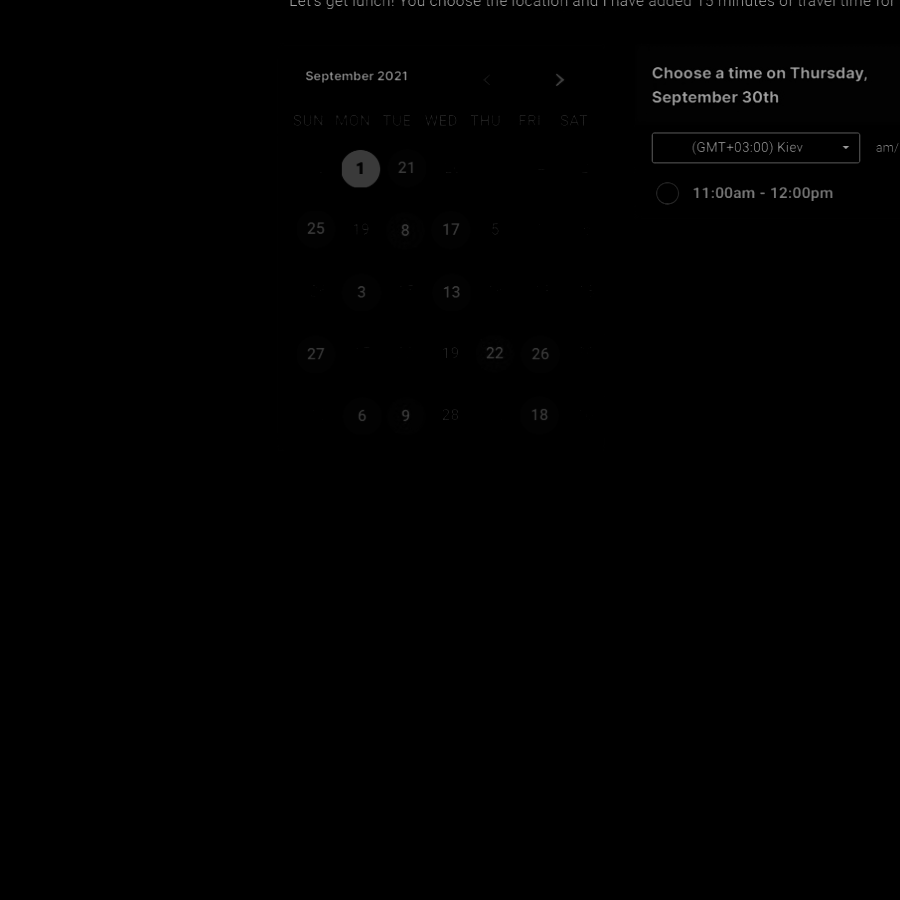 Let's get lunch! You choose the location and I have added 15 minutes of travel time for
September 2021
SUN MON TUE WED THU FRI SAT
1 21
25 19 8 17 5
3 13
27 19 22 26
6 9 28 18
Choose a time on Thursday,
September 30th
(GMT+03:00) Kiev am/
11:00am - 12:00pm